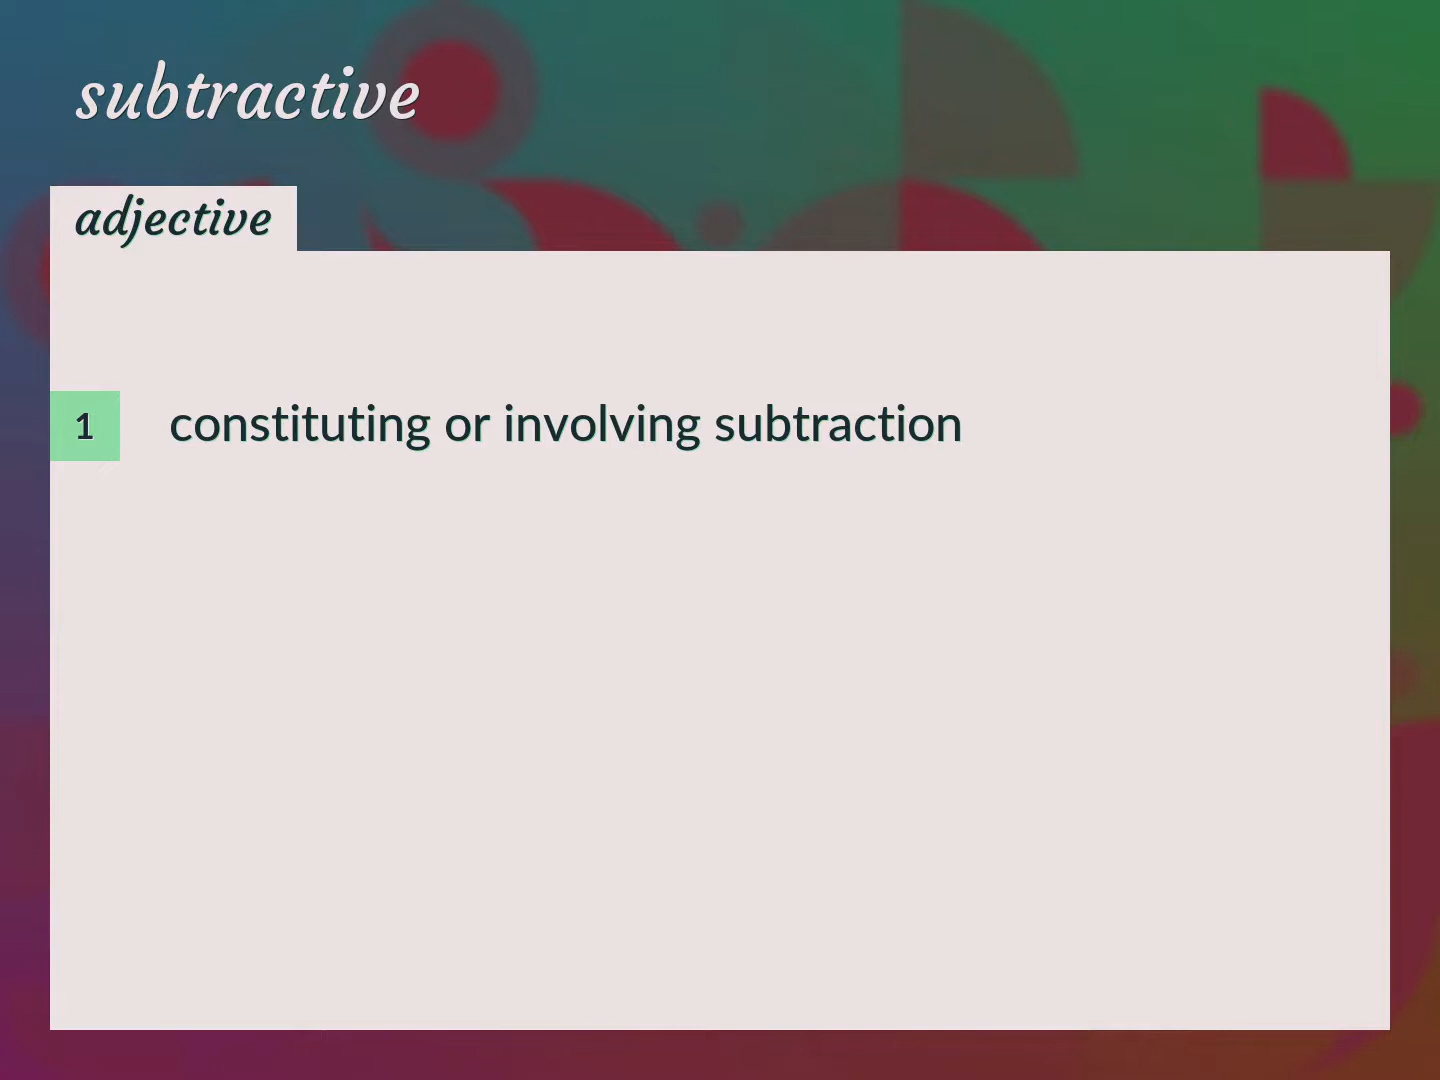 subtractive
adjective
1 constituting or involving subtraction